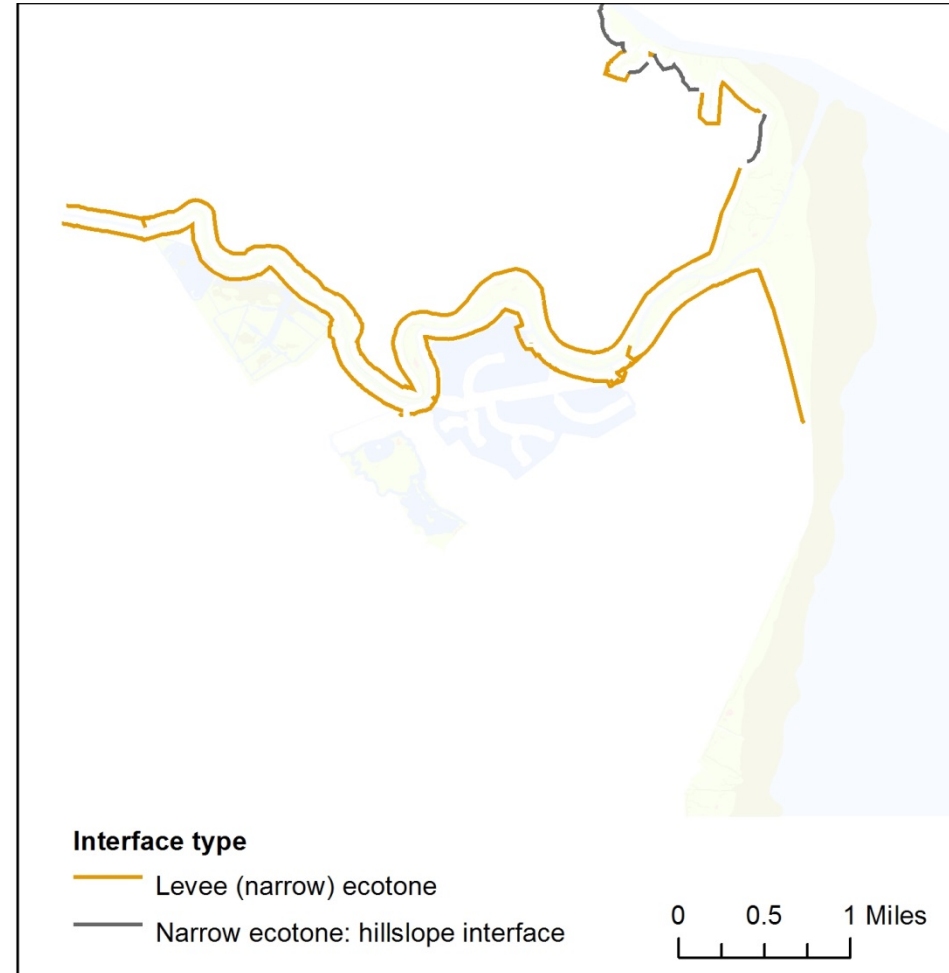 Interface type
Levee (narrow) ecotone
Narrow ecotone: hillslope interface
0 0.5 1 Miles